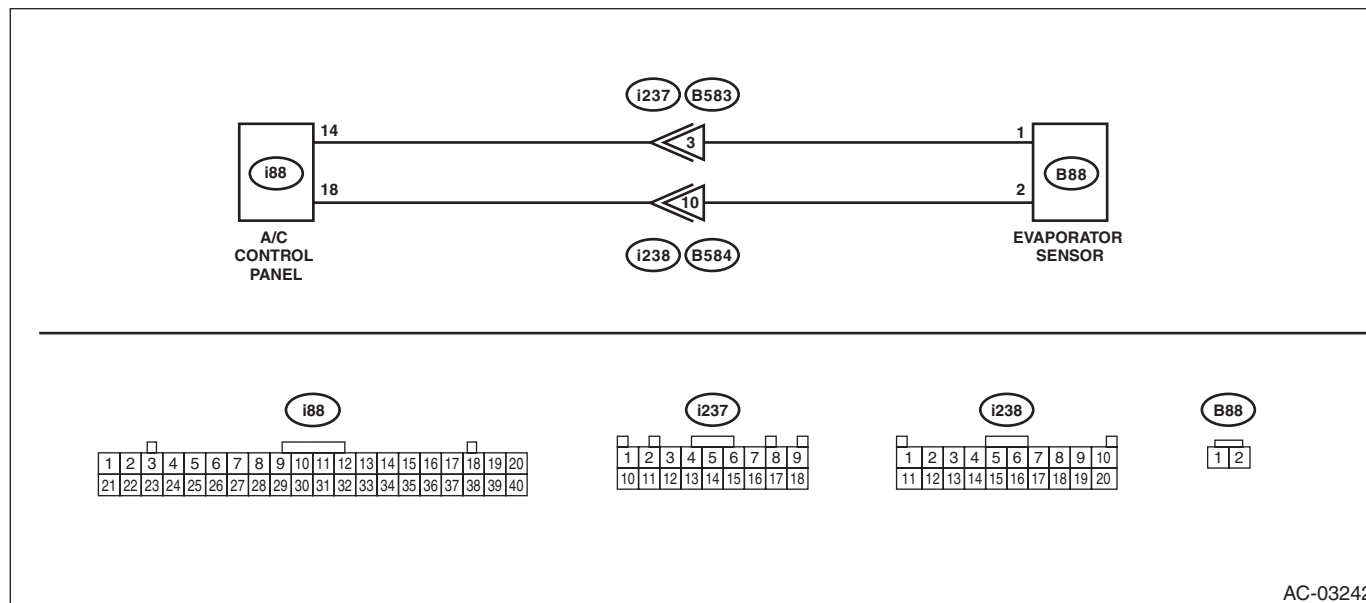 i237 B583
14 3 1
i88 B88
18 10 2
A/C
CONTROL
PANEL
i238 B584
EVAPORATOR
SENSOR
i88 i237 i238 B88
1 2 3 4 5 6 7 8 9 10 11 12 13 14 15 16 17 18 19 20
21 22 23 24 25 26 27 28 29 30 31 32 33 34 35 36 37 38 39 40
1 2 3 4 5 6 7 8 9
10 11 12 13 14 15 16 17 18
1 2 3 4 5 6 7 8 9 10
11 12 13 14 15 16 17 18 19 20
1 2
AC-03242